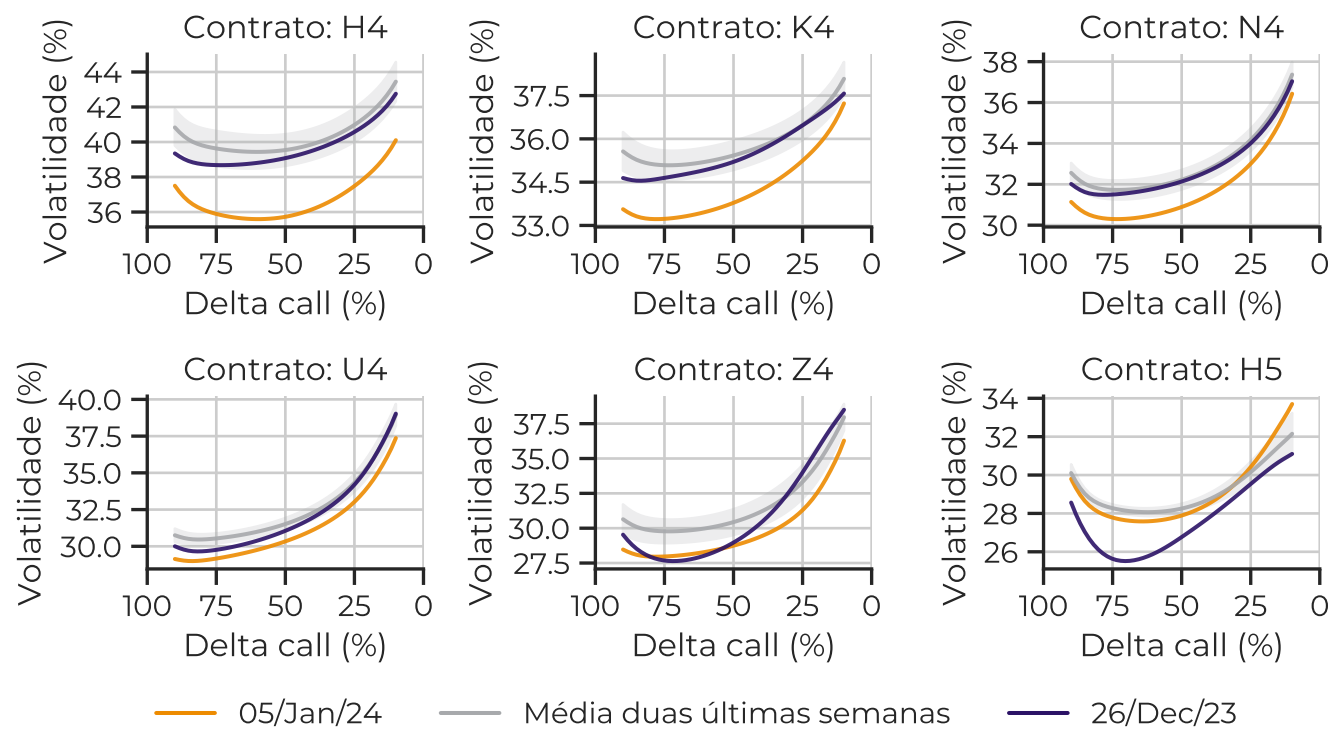 Contrato: H4
Volatilidade (%)
44
42
40
38
36
100 75 50 25 0
Delta call (%)
Contrato: K4
Volatilidade (%)
37.5
36.0
34.5
33.0
100 75 50 25 0
Delta call (%)
Contrato: N4
Volatilidade (%)
38
36
34
32
30
100 75 50 25 0
Delta call (%)
Contrato: U4
Volatilidade (%)
40.0
37.5
35.0
32.5
30.0
100 75 50 25 0
Delta call (%)
Contrato: Z4
Volatilidade (%)
37.5
35.0
32.5
30.0
27.5
100 75 50 25 0
Delta call (%)
Contrato: H5
Volatilidade (%)
34
32
30
28
26
100 75 50 25 0
Delta call (%)
05/Jan/24 Média duas últimas semanas 26/Dec/23